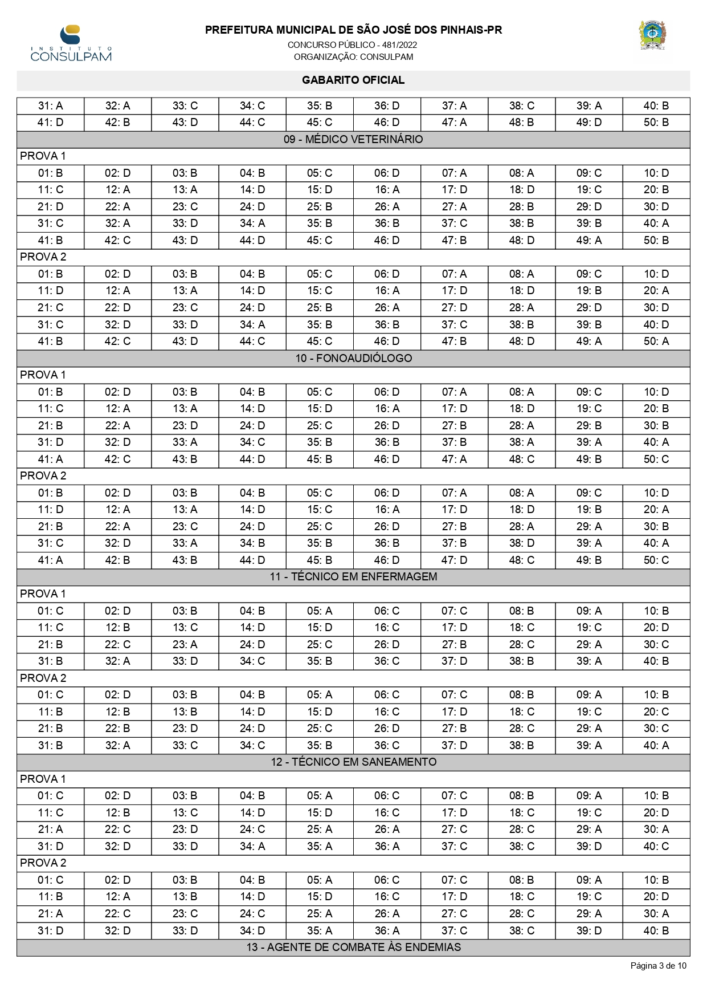 INSTITUTO
CONSULPAM
PREFEITURA MUNICIPAL DE SÃO JOSÉ DOS PINHAIS-PR
CONCURSO PÚBLICO - 481/2022
ORGANIZAÇÃO: CONSULPAM
GABARITO OFICIAL
31: A 32: A 33: C 34: C 35: B 36: D 37: A 38: C 39: A 40: B
41: D 42: B 43: D 44: C 45: C 46: D 47: A 48: B 49: D 50: B
09 - MÉDICO VETERINÁRIO
PROVA 1
01: B 02: D 03: B 04: B 05: C 06: D 07: A 08: A 09: C 10: D
11: C 12: A 13: A 14: D 15: D 16: A 17: D 18: D 19: C 20: B
21: D 22: A 23: C 24: D 25: B 26: A 27: A 28: B 29: D 30: D
31: C 32: A 33: D 34: A 35: B 36: B 37: C 38: B 39: B 40: A
41: B 42: C 43: D 44: D 45: C 46: D 47: B 48: D 49: A 50: B
PROVA 2
01: B 02: D 03: B 04: B 05: C 06: D 07: A 08: A 09: C 10: D
11: D 12: A 13: A 14: D 15: C 16: A 17: D 18: D 19: B 20: A
21: C 22: D 23: C 24: D 25: B 26: A 27: D 28: A 29: D 30: D
31: C 32: D 33: D 34: A 35: B 36: B 37: C 38: B 39: B 40: D
41: B 42: C 43: D 44: C 45: C 46: D 47: B 48: D 49: A 50: A
10 - FONOAUDIÓLOGO
PROVA 1
01: B 02: D 03: B 04: B 05: C 06: D 07: A 08: A 09: C 10: D
11: C 12: A 13: A 14: D 15: D 16: A 17: D 18: D 19: C 20: B
21: B 22: A 23: D 24: D 25: C 26: D 27: B 28: A 29: B 30: B
31: D 32: D 33: A 34: C 35: B 36: B 37: B 38: A 39: A 40: A
41: A 42: C 43: B 44: D 45: B 46: D 47: A 48: C 49: B 50: C
PROVA 2
01: B 02: D 03: B 04: B 05: C 06: D 07: A 08: A 09: C 10: D
11: D 12: A 13: A 14: D 15: C 16: A 17: D 18: D 19: B 20: A
21: B 22: A 23: C 24: D 25: C 26: D 27: B 28: A 29: A 30: B
31: C 32: D 33: A 34: B 35: B 36: B 37: B 38: D 39: A 40: A
41: A 42: B 43: B 44: D 45: B 46: D 47: D 48: C 49: B 50: C
11 - TÉCNICO EM ENFERMAGEM
PROVA 1
01: C 02: D 03: B 04: B 05: A 06: C 07: C 08: B 09: A 10: B
11: C 12: B 13: C 14: D 15: D 16: C 17: D 18: C 19: C 20: D
21: B 22: C 23: A 24: D 25: C 26: D 27: B 28: C 29: A 30: C
31: B 32: A 33: D 34: C 35: B 36: C 37: D 38: B 39: A 40: B
PROVA 2
01: C 02: D 03: B 04: B 05: A 06: C 07: C 08: B 09: A 10: B
11: B 12: B 13: B 14: D 15: D 16: C 17: D 18: C 19: C 20: C
21: B 22: B 23: D 24: D 25: C 26: D 27: B 28: C 29: A 30: C
31: B 32: A 33: C 34: C 35: B 36: C 37: D 38: B 39: A 40: A
12 - TÉCNICO EM SANEAMENTO
PROVA 1
01: C 02: D 03: B 04: B 05: A 06: C 07: C 08: B 09: A 10: B
11: C 12: B 13: C 14: D 15: D 16: C 17: D 18: C 19: C 20: D
21: A 22: C 23: D 24: C 25: A 26: A 27: C 28: C 29: A 30: A
31: D 32: D 33: D 34: A 35: A 36: A 37: C 38: C 39: D 40: C
PROVA 2
01: C 02: D 03: B 04: B 05: A 06: C 07: C 08: B 09: A 10: B
11: B 12: A 13: B 14: D 15: D 16: C 17: D 18: C 19: C 20: D
21: A 22: C 23: C 24: C 25: A 26: A 27: C 28: C 29: A 30: A
31: D 32: D 33: D 34: D 35: A 36: A 37: C 38: C 39: D 40: B
13 - AGENTE DE COMBATE ÀS ENDEMIAS
Página 3 de 10